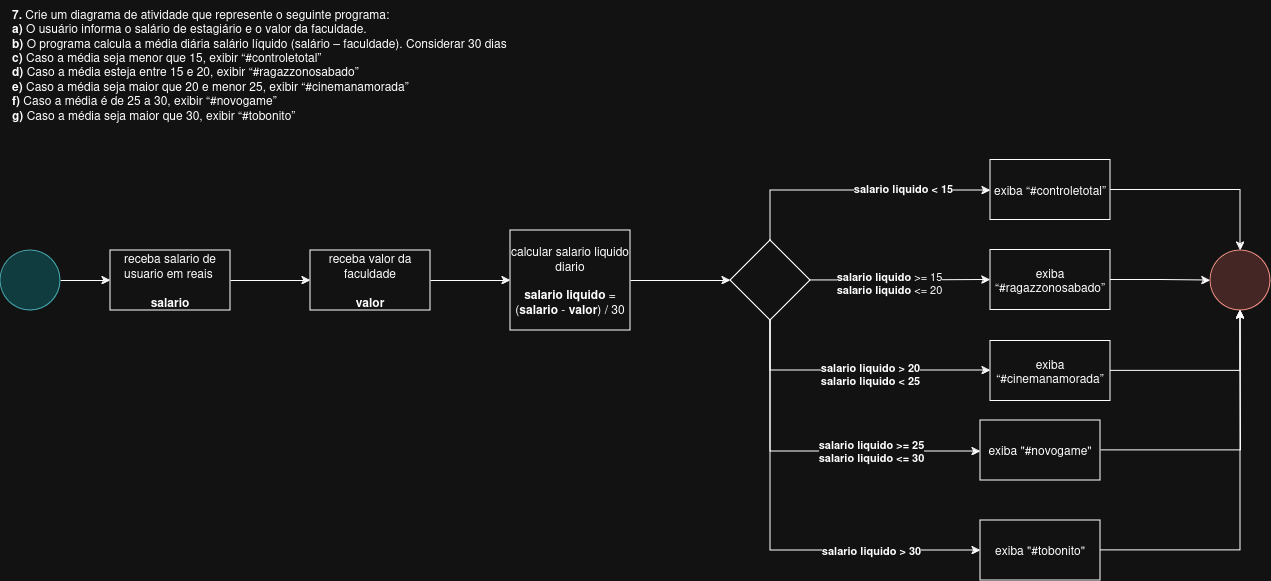 7. Crie um diagrama de atividade que represente o seguinte programa:
a) O usuário informa o salário de estagiário e o valor da faculdade.
b) O programa calcula a média diária salário líquido (salário – faculdade). Considerar 30 dias
c) Caso a média seja menor que 15, exibir “#controletotal”
d) Caso a média esteja entre 15 e 20, exibir “#ragazzonosabado”
e) Caso a média seja maior que 20 e menor 25, exibir “#cinemanamorada”
f) Caso a média é de 25 a 30, exibir “#novogame”
g) Caso a média seja maior que 30, exibir “#tobonito”
receba salario de
usuario em reais
salario
receba valor da
faculdade
valor
calcular salario liquido
diario
salario liquido =
(salario - valor) / 30
salario liquido < 15
exiba “#controletotal”
salario liquido >= 15
salario liquido <= 20
exiba
“#ragazzonosabado”
salario liquido > 20
salario liquido < 25
exiba
“#cinemanamorada”
salario liquido >= 25
salario liquido <= 30
exiba "#novogame"
salario liquido > 30
exiba "#tobonito"